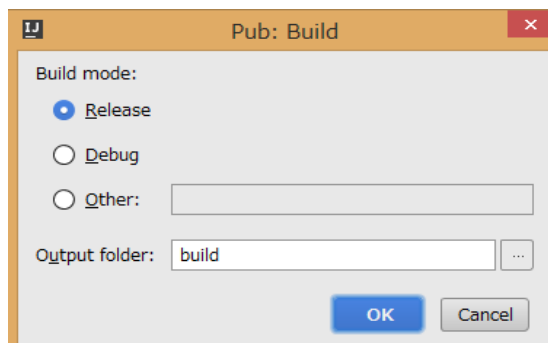 IJ
Pub: Build
Build mode:
Release
Debug
Other:
Output folder: build ...
OK Cancel